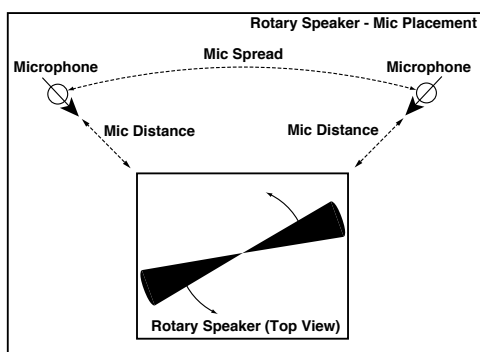 Rotary Speaker - Mic Placement
Mic Spread
Microphone
Microphone
Mic Distance
Mic Distance
Rotary Speaker (Top View)